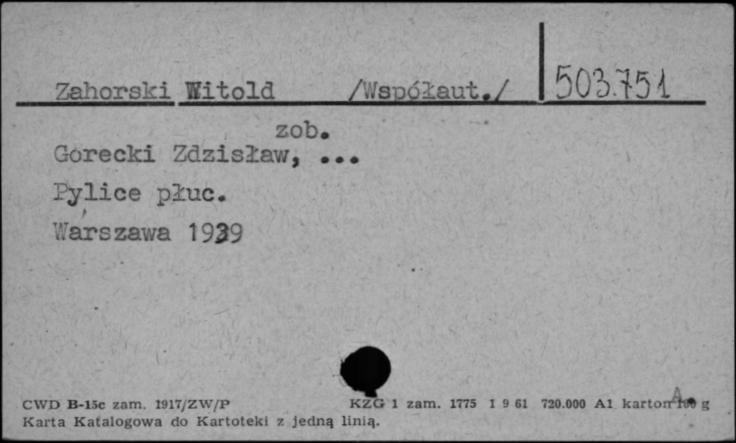 Zahorski Witold /Współaut./ 503.751
zob.
Gorecki Zdzisław, ...
Pylice płuc.
Warszawa 1939
CWD B-15c zam. 1917/ZW/P KZG 1 zam. 1775 I 9 61 720.000 A1 karton 100 g
A.
Karta Katalogowa do Kartoteki z jedną linią.